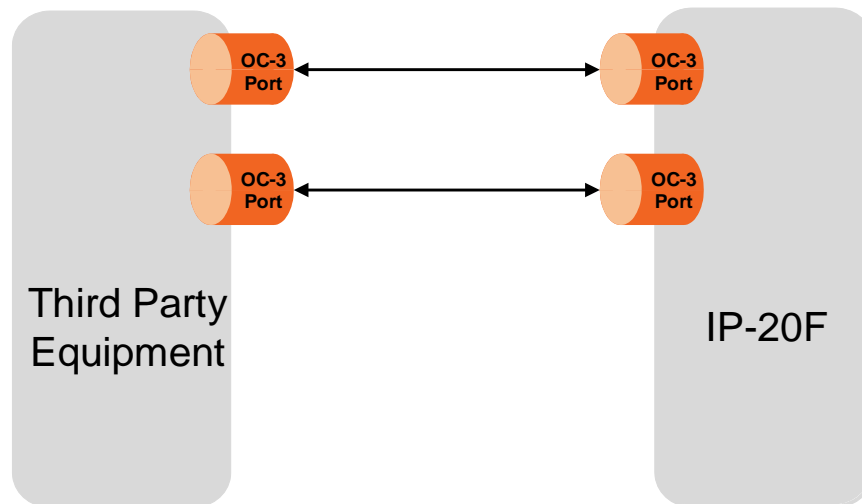 OC-3
Port
OC-3
Port
OC-3
Port
OC-3
Port
Third Party
Equipment
IP-20F